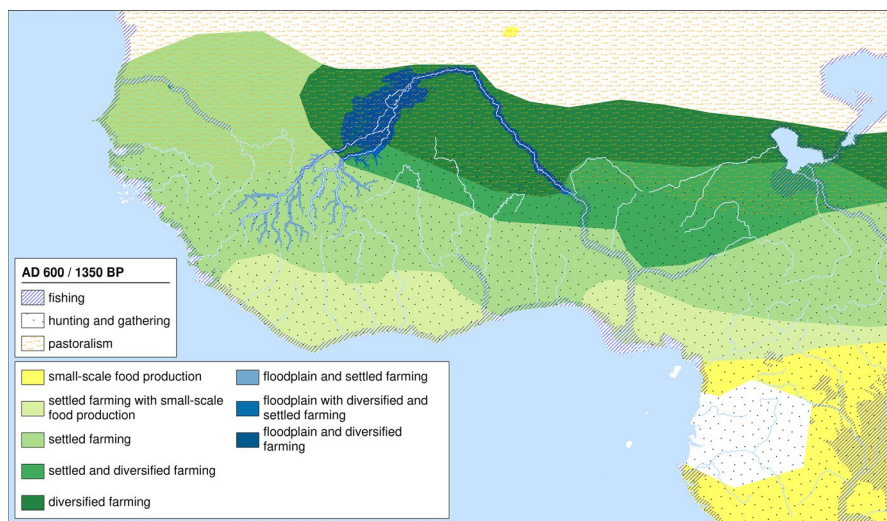 AD 600 / 1350 BP
fishing
hunting and gathering
pastoralism
small-scale food production
settled farming with small-scale
food production
settled farming
settled and diversified farming
diversified farming
floodplain and settled farming
floodplain with diversified and
settled farming
floodplain and diversified
farming